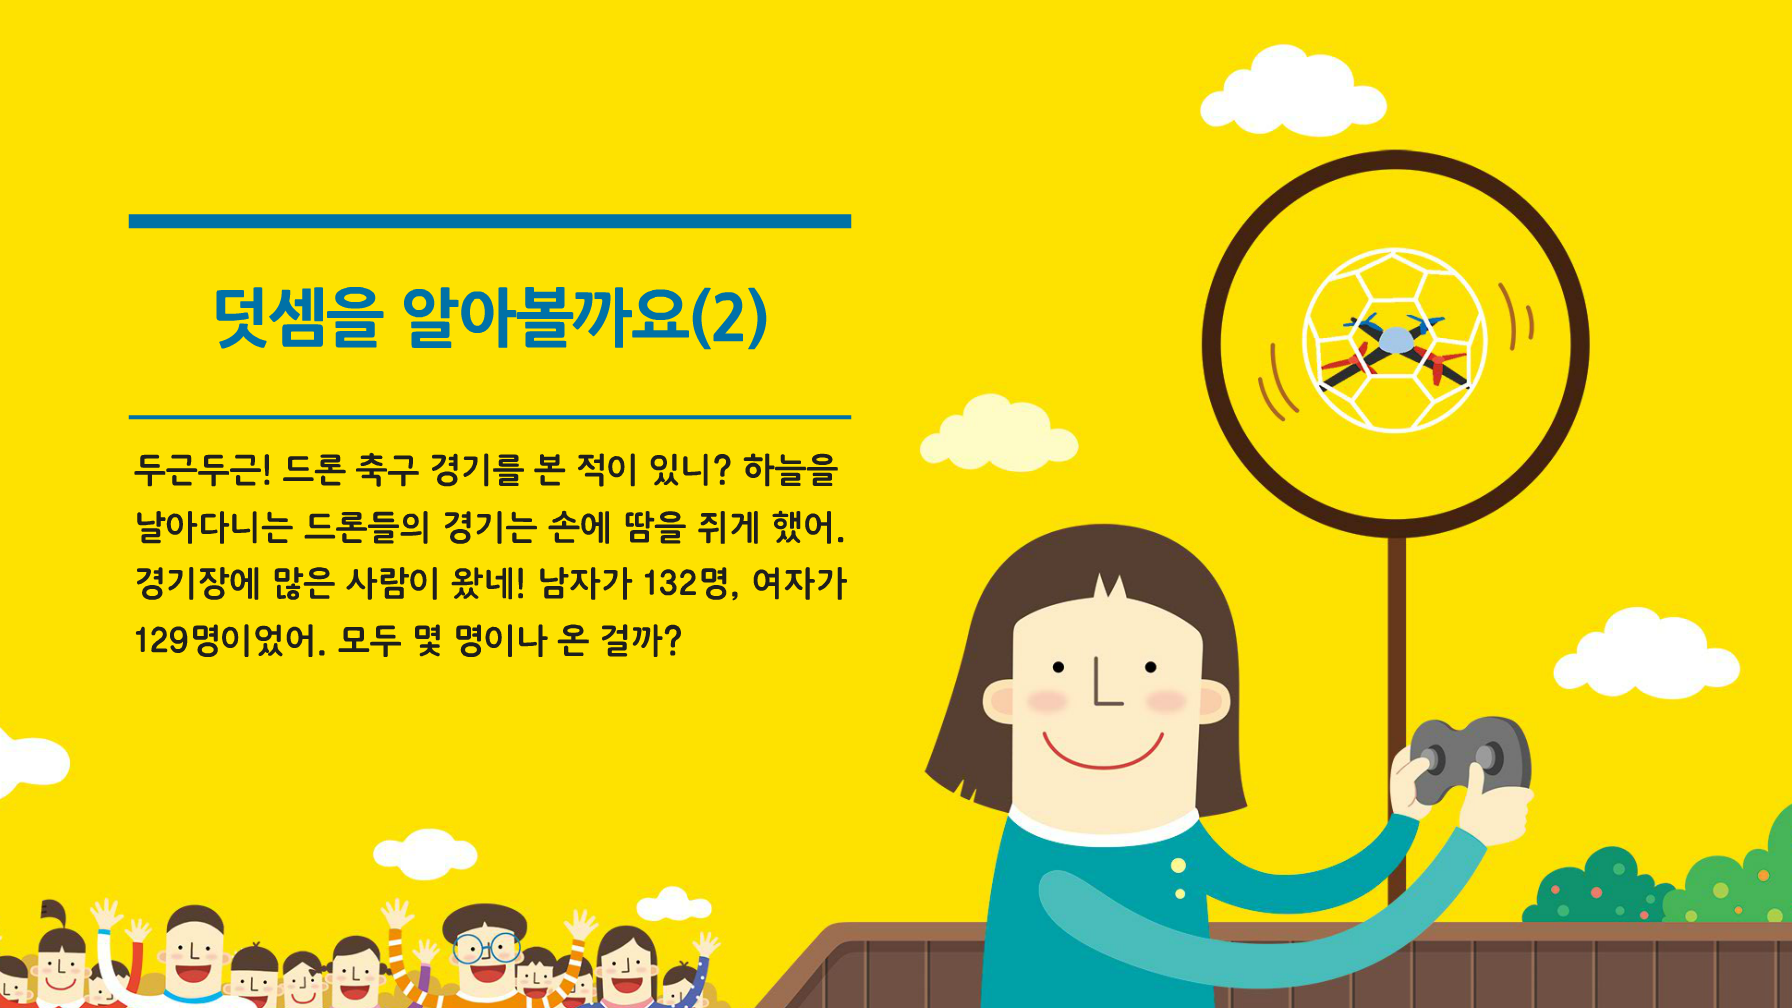 덧셈을 알아볼까요(2)
두근두근! 드론 축구 경기를 본 적이 있니? 하늘을
날아다니는 드론들의 경기는 손에 땀을 쥐게 했어.
경기장에 많은 사람이 왔네! 남자가 132명, 여자가
129명이었어. 모두 몇 명이나 온 걸까?